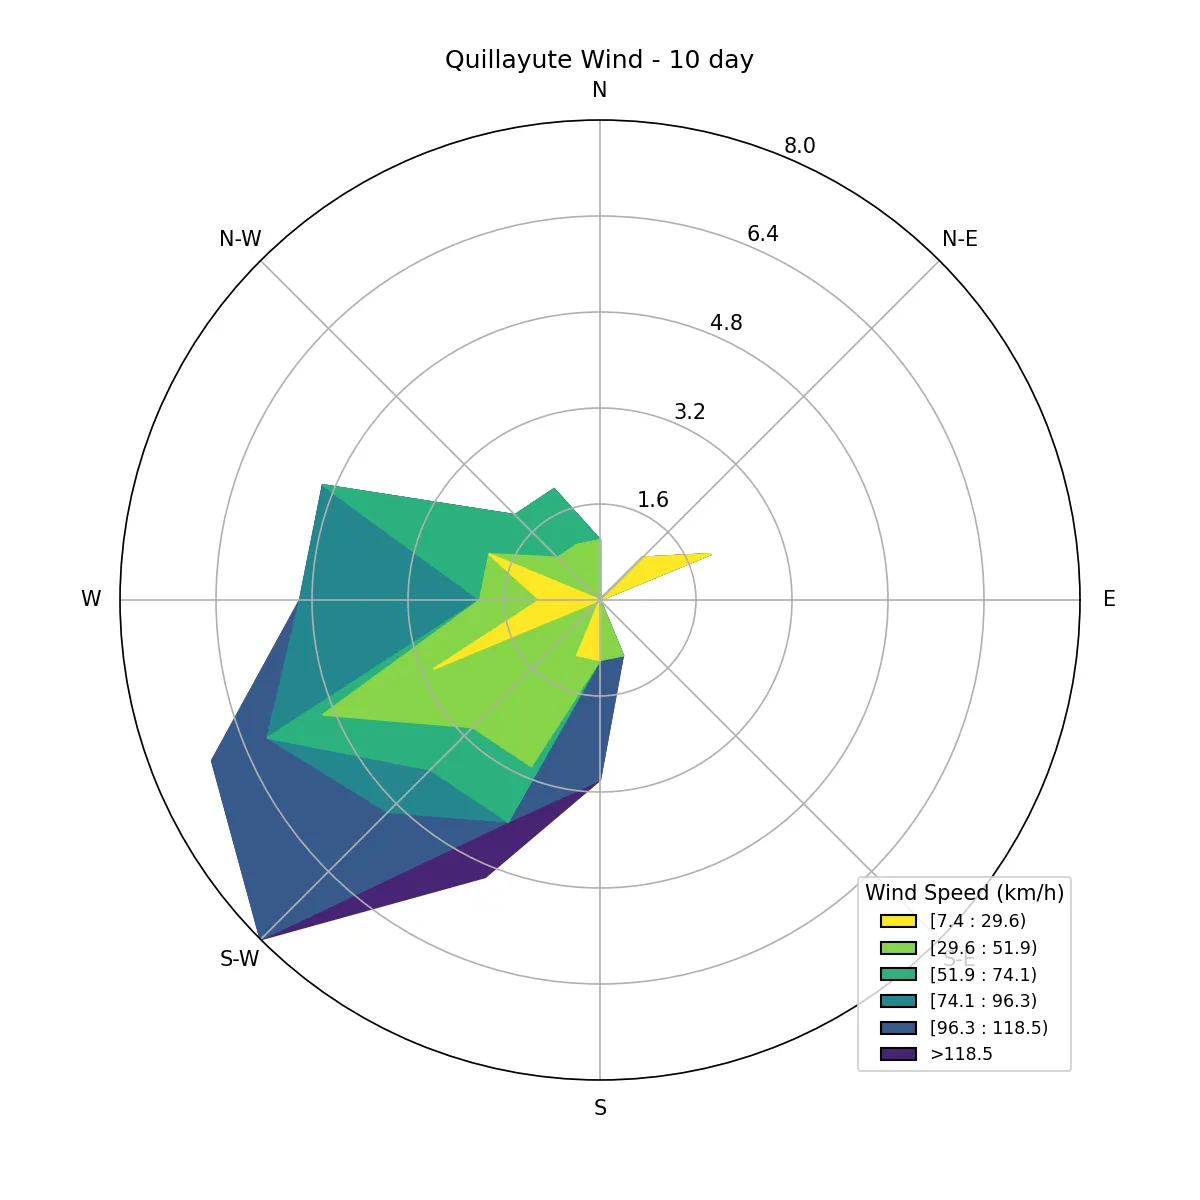 Quillayute Wind - 10 day
N
8.0
N-W
6.4
N-E
4.8
3.2
1.6
W
E
S-W
S-E
S
Wind Speed (km/h)
[7.4 : 29.6)
[29.6 : 51.9)
[51.9 : 74.1)
[74.1 : 96.3)
[96.3 : 118.5)
>118.5